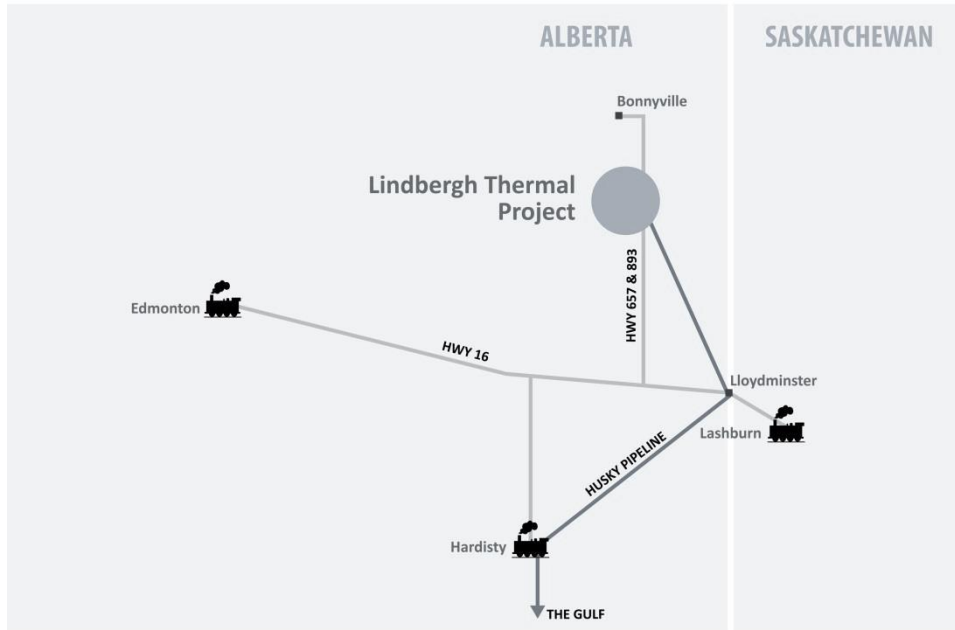 ALBERTA
SASKATCHEWAN
Bonnyville
Lindbergh Thermal
Project
HWY 657 & 893
Edmonton
HWY 16
Lloydminster
Lashburn
HUSKY PIPELINE
Hardisty
THE GULF